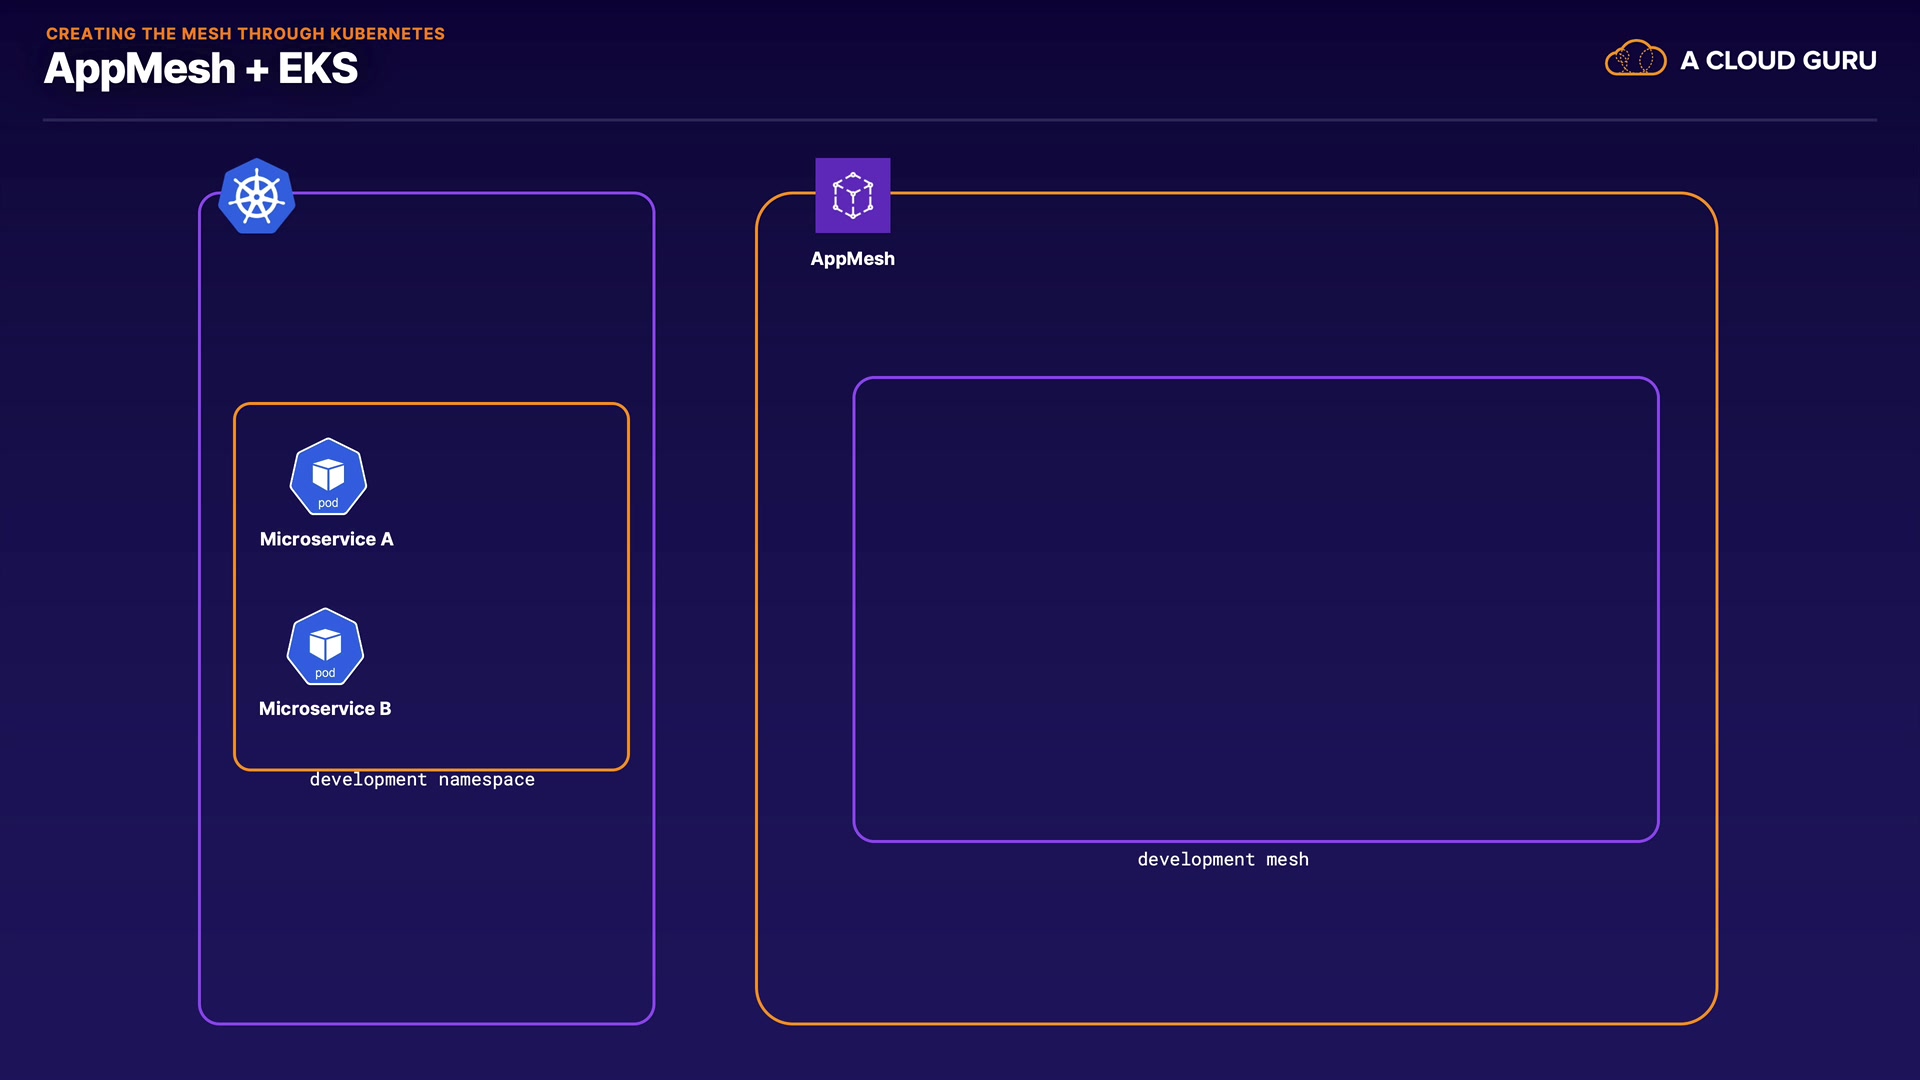 CREATING THE MESH THROUGH KUBERNETES
AppMesh + EKS
A CLOUD GURU
AppMesh
pod
Microservice A
pod
Microservice B
development namespace
development mesh